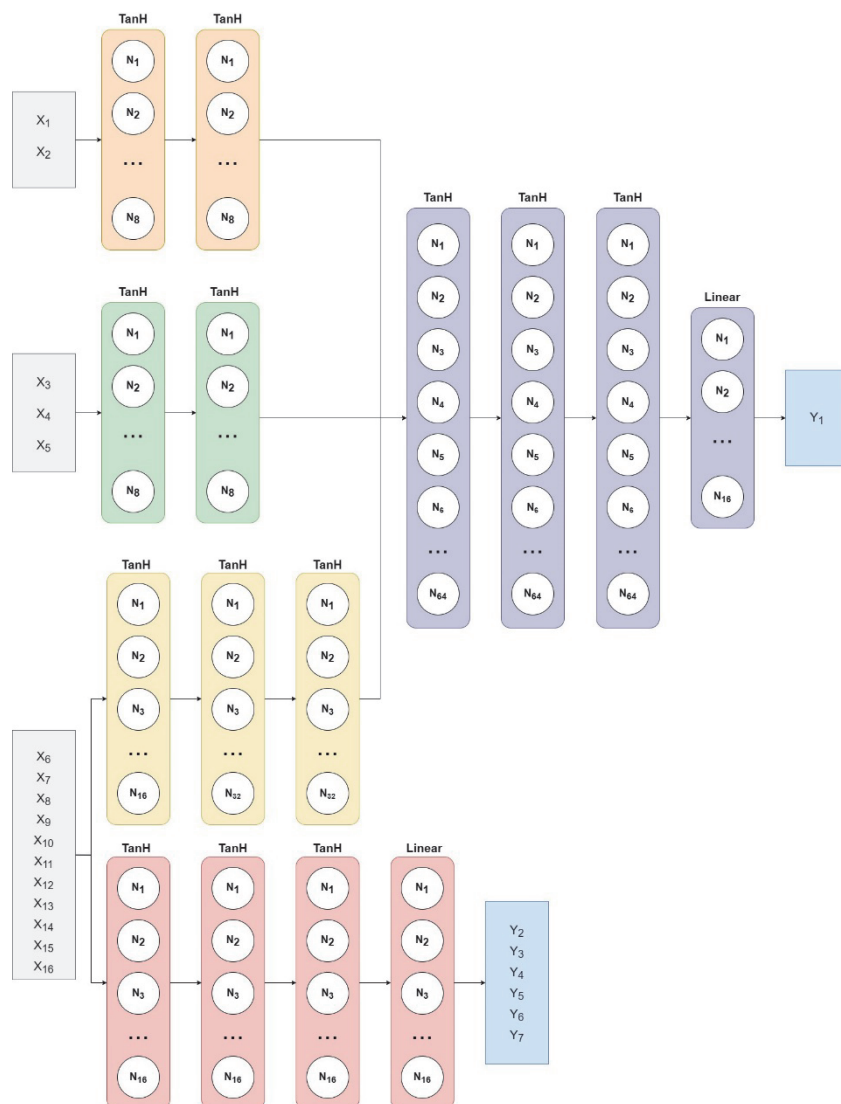 TanH
TanH
N1
N2
...
N8
N1
N2
...
N8
X1
X2
TanH
TanH
N1
N2
...
N8
N1
N2
...
N8
X3
X4
X5
TanH
TanH
TanH
N1
N2
N3
N4
N5
N6
...
N64
N1
N2
N3
N4
N5
N6
...
N64
N1
N2
N3
N4
N5
N6
...
N64
Linear
N1
N2
...
N16
Y1
TanH
TanH
TanH
N1
N2
N3
...
N16
N1
N2
N3
...
N32
N1
N2
N3
...
N32
X6
X7
X8
X9
X10
X11
X12
X13
X14
X15
X16
TanH
TanH
TanH
Linear
N1
N2
N3
...
N16
N1
N2
N3
...
N16
N1
N2
N3
...
N16
N1
N2
N3
...
N16
Y2
Y3
Y4
Y5
Y6
Y7